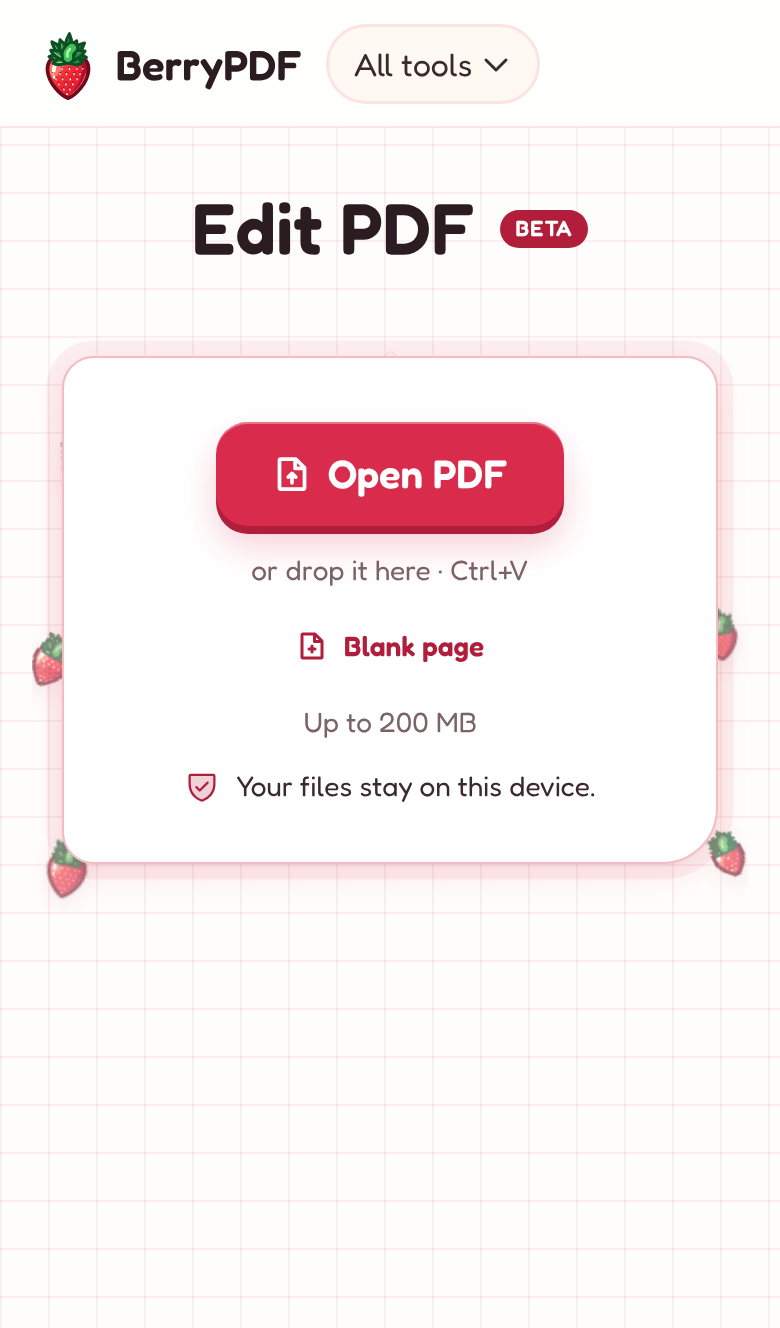 BerryPDF
All tools
Edit PDF BETA
Open PDF
or drop it here · Ctrl+V
Blank page
Up to 200 MB
Your files stay on this device.